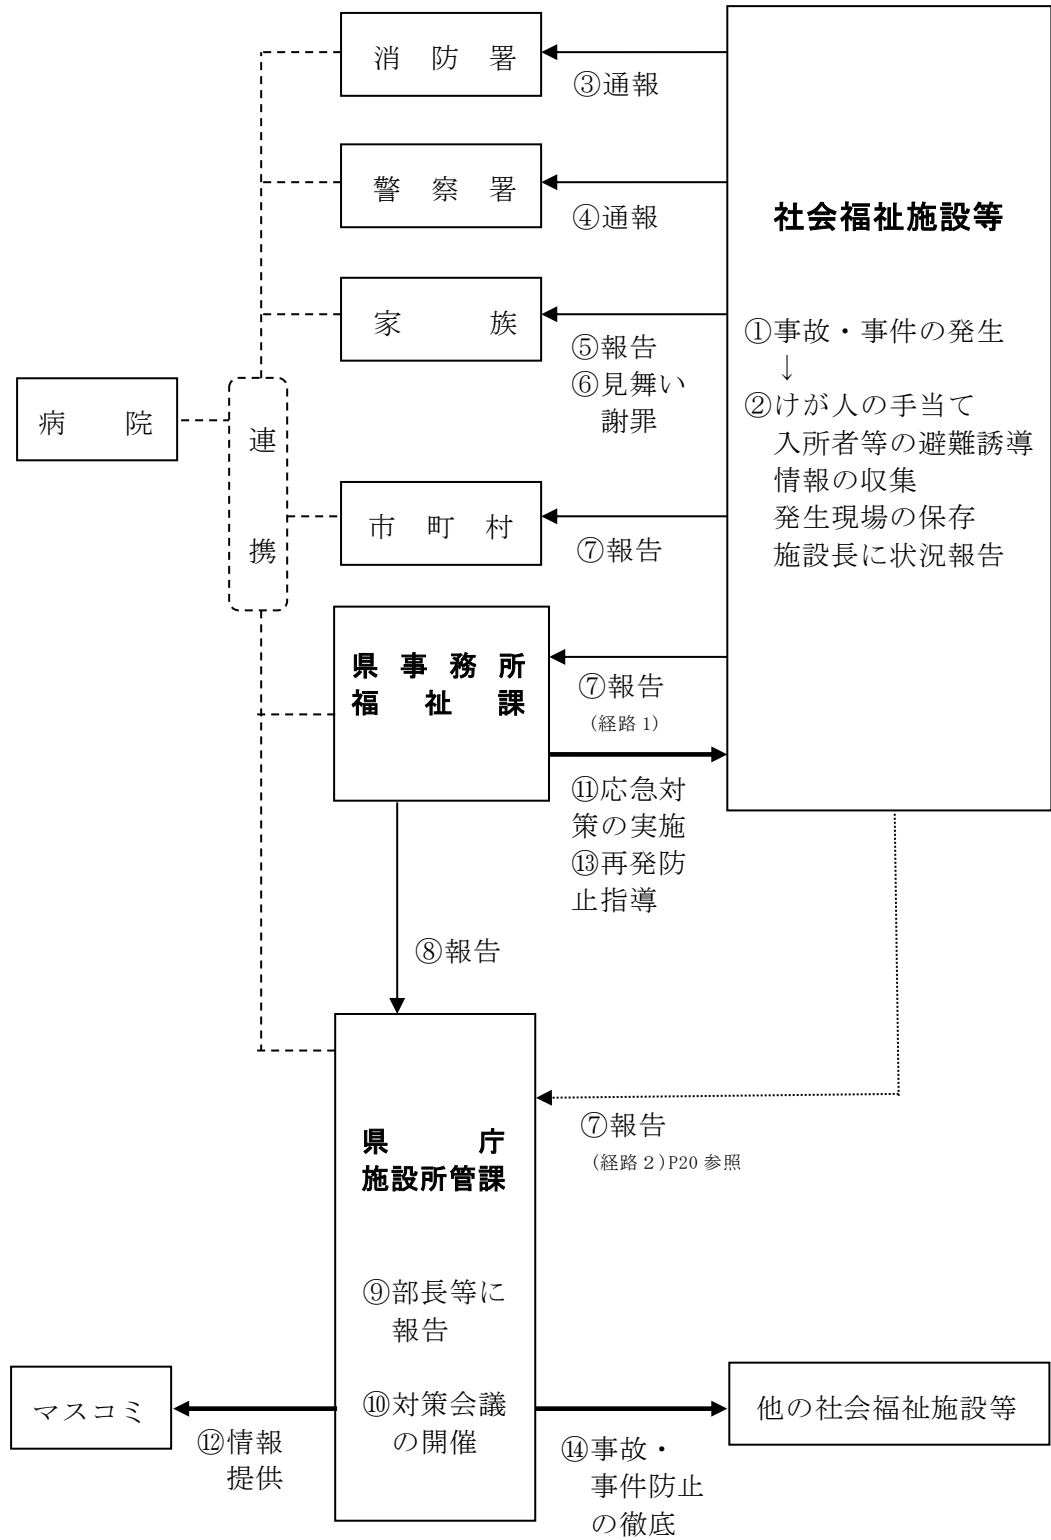 消 防 署
③通報
警 察 署
④通報
社会福祉施設等
家 族
⑤報告
⑥見舞い
謝罪
①事故・事件の発生
↓
②けが人の手当て
入所者等の避難誘導
情報の収集
発生現場の保存
施設長に状況報告
病 院
連
携
市 町 村
⑦報告
県 事 務 所
福 祉 課
⑦報告
(経路 1)
⑪応急対
策の実施
⑬再発防
止指導
⑧報告
県 庁
施設所管課
⑦報告
(経路 2)P20 参照
⑨部長等に
報告
⑩対策会議
の開催
マスコミ
⑫情報
提供
他の社会福祉施設等
⑭事故・
事件防止
の徹底